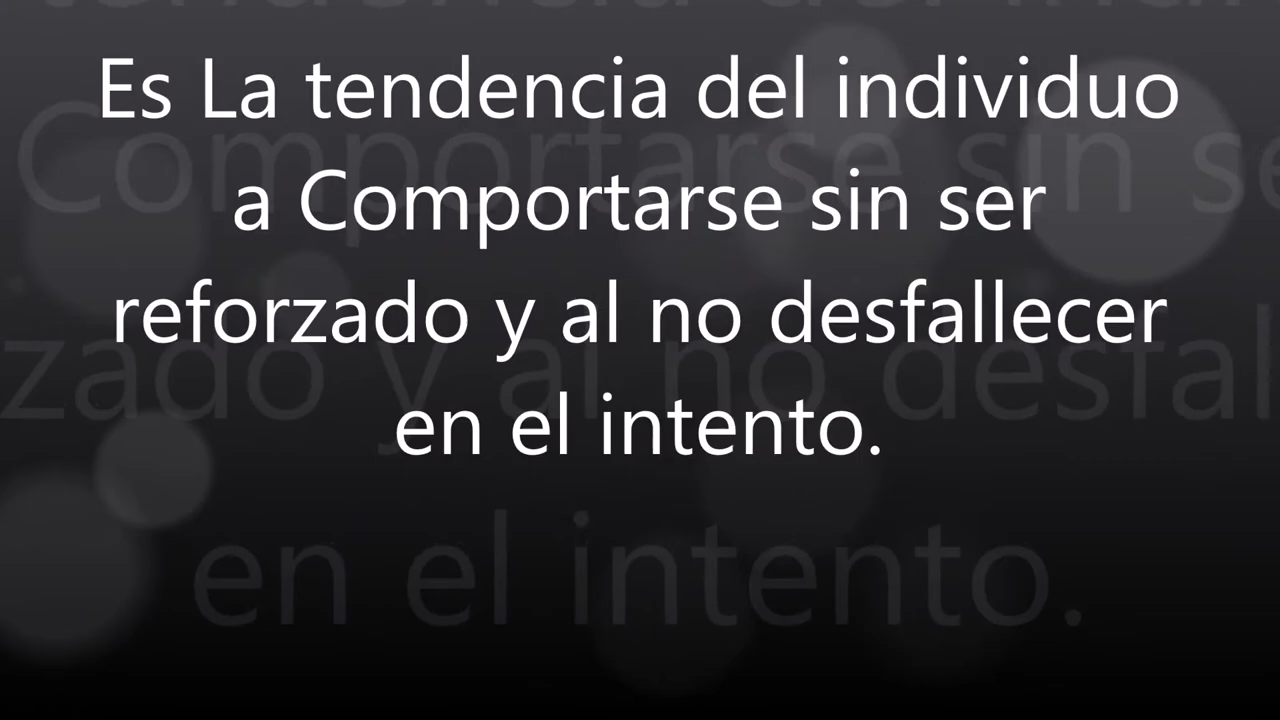 Es La tendencia del individuo
a Comportarse sin ser
reforzado y al no desfallecer
en el intento.